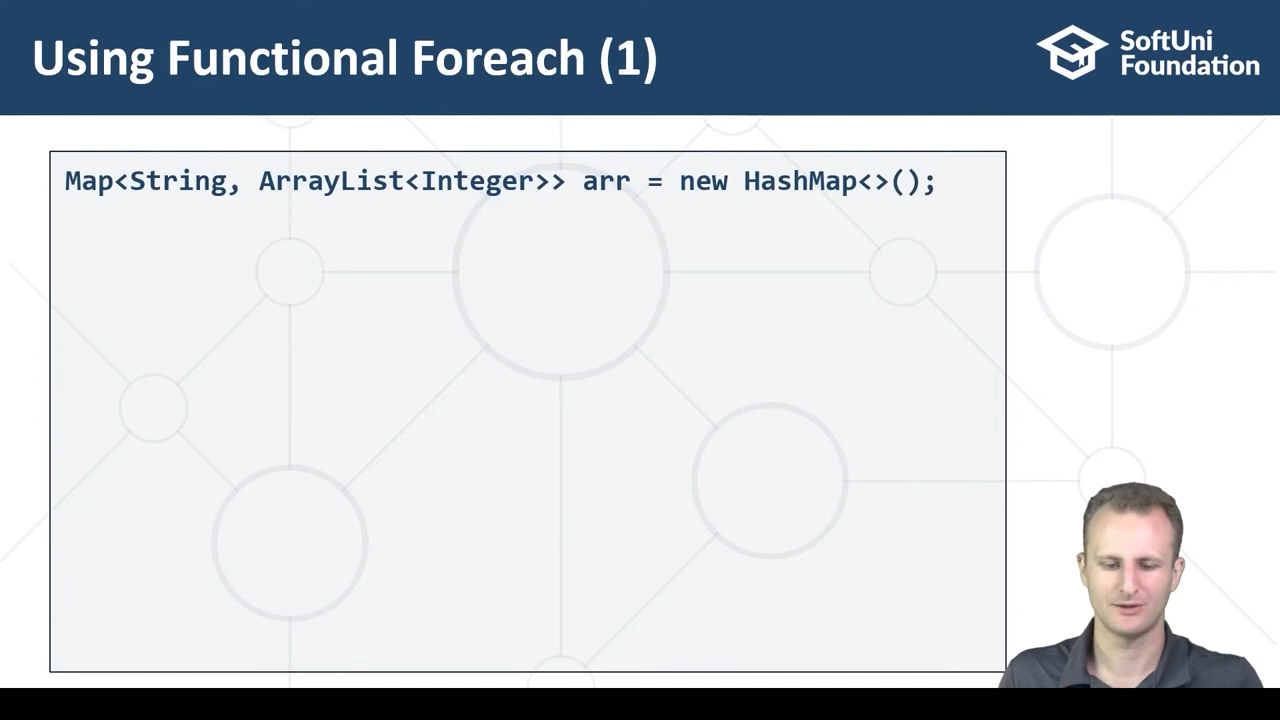 Using Functional Foreach (1)
SoftUni
Foundation
Map<String, ArrayList<Integer>> arr = new HashMap<>();